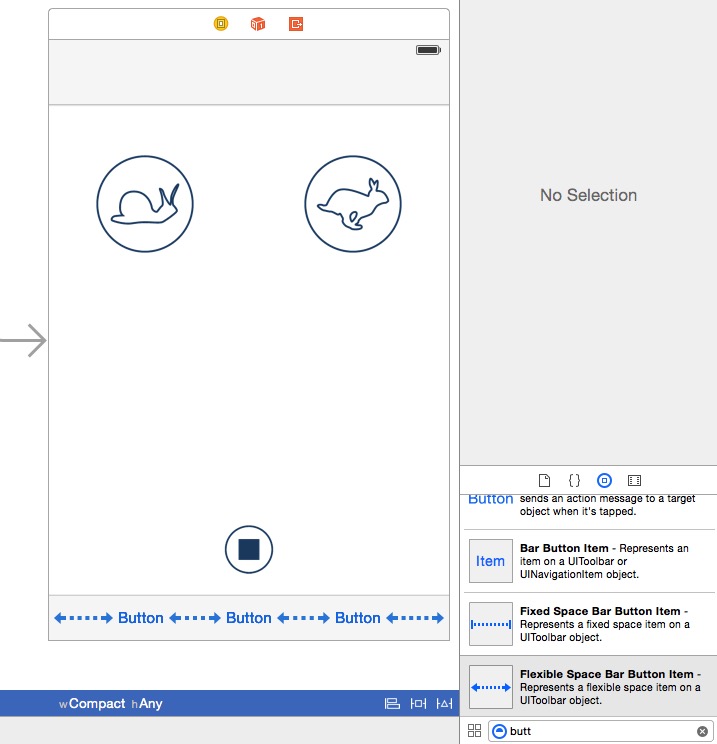 No Selection
Button
sends an action message to a target
object when it's tapped.
Item
Bar Button Item - Represents an
item on a UIToolbar or
UINavigationItem object.
Fixed Space Bar Button Item -
Represents a fixed space item on a
UIToolbar object.
Flexible Space Bar Button Item -
Represents a flexible space item on a
UIToolbar object.
Button Button Button
wCompact hAny
butt